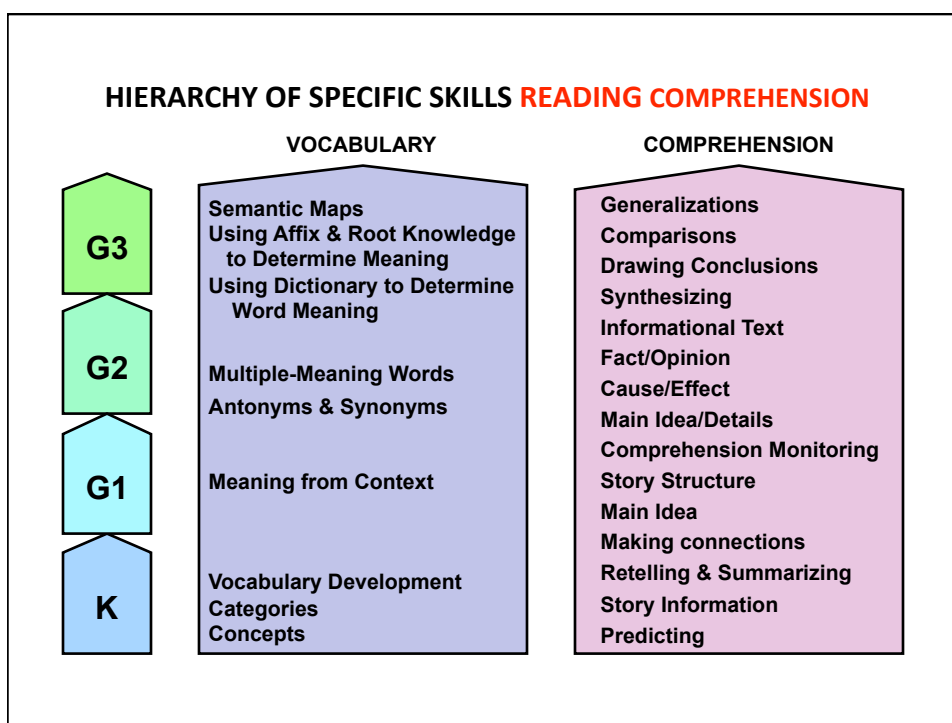 HIERARCHY OF SPECIFIC SKILLS READING COMPREHENSION
VOCABULARY
COMPREHENSION
G3
G2
G1
K
Semantic Maps
Using Affix & Root Knowledge
to Determine Meaning
Using Dictionary to Determine
Word Meaning
Multiple-Meaning Words
Antonyms & Synonyms
Meaning from Context
Vocabulary Development
Categories
Concepts
Generalizations
Comparisons
Drawing Conclusions
Synthesizing
Informational Text
Fact/Opinion
Cause/Effect
Main Idea/Details
Comprehension Monitoring
Story Structure
Main Idea
Making connections
Retelling & Summarizing
Story Information
Predicting